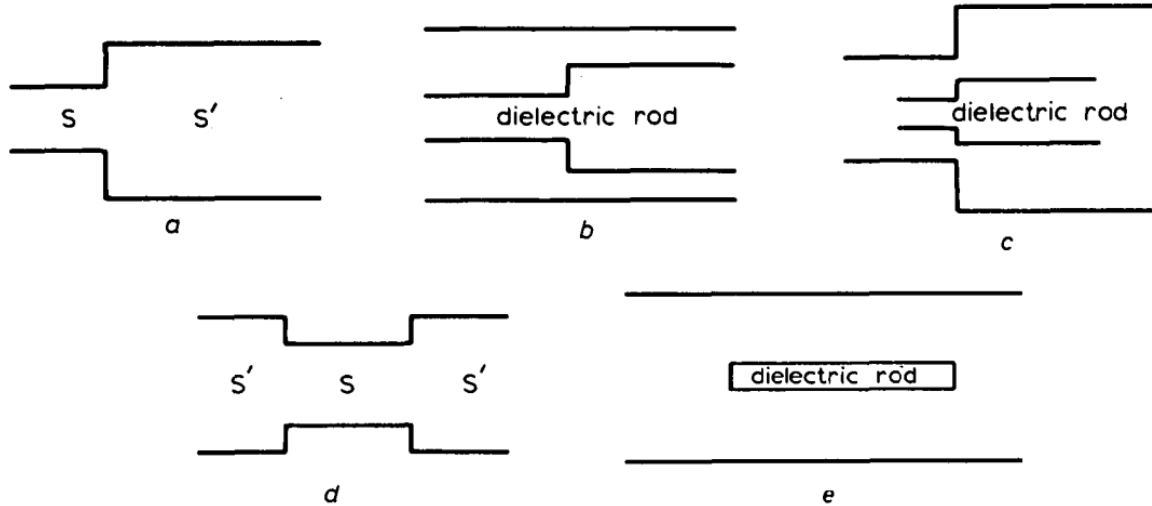 S S′
dielectric rod
dielectric rod
a
b
c
S′ S S′
dielectric rod
d
e